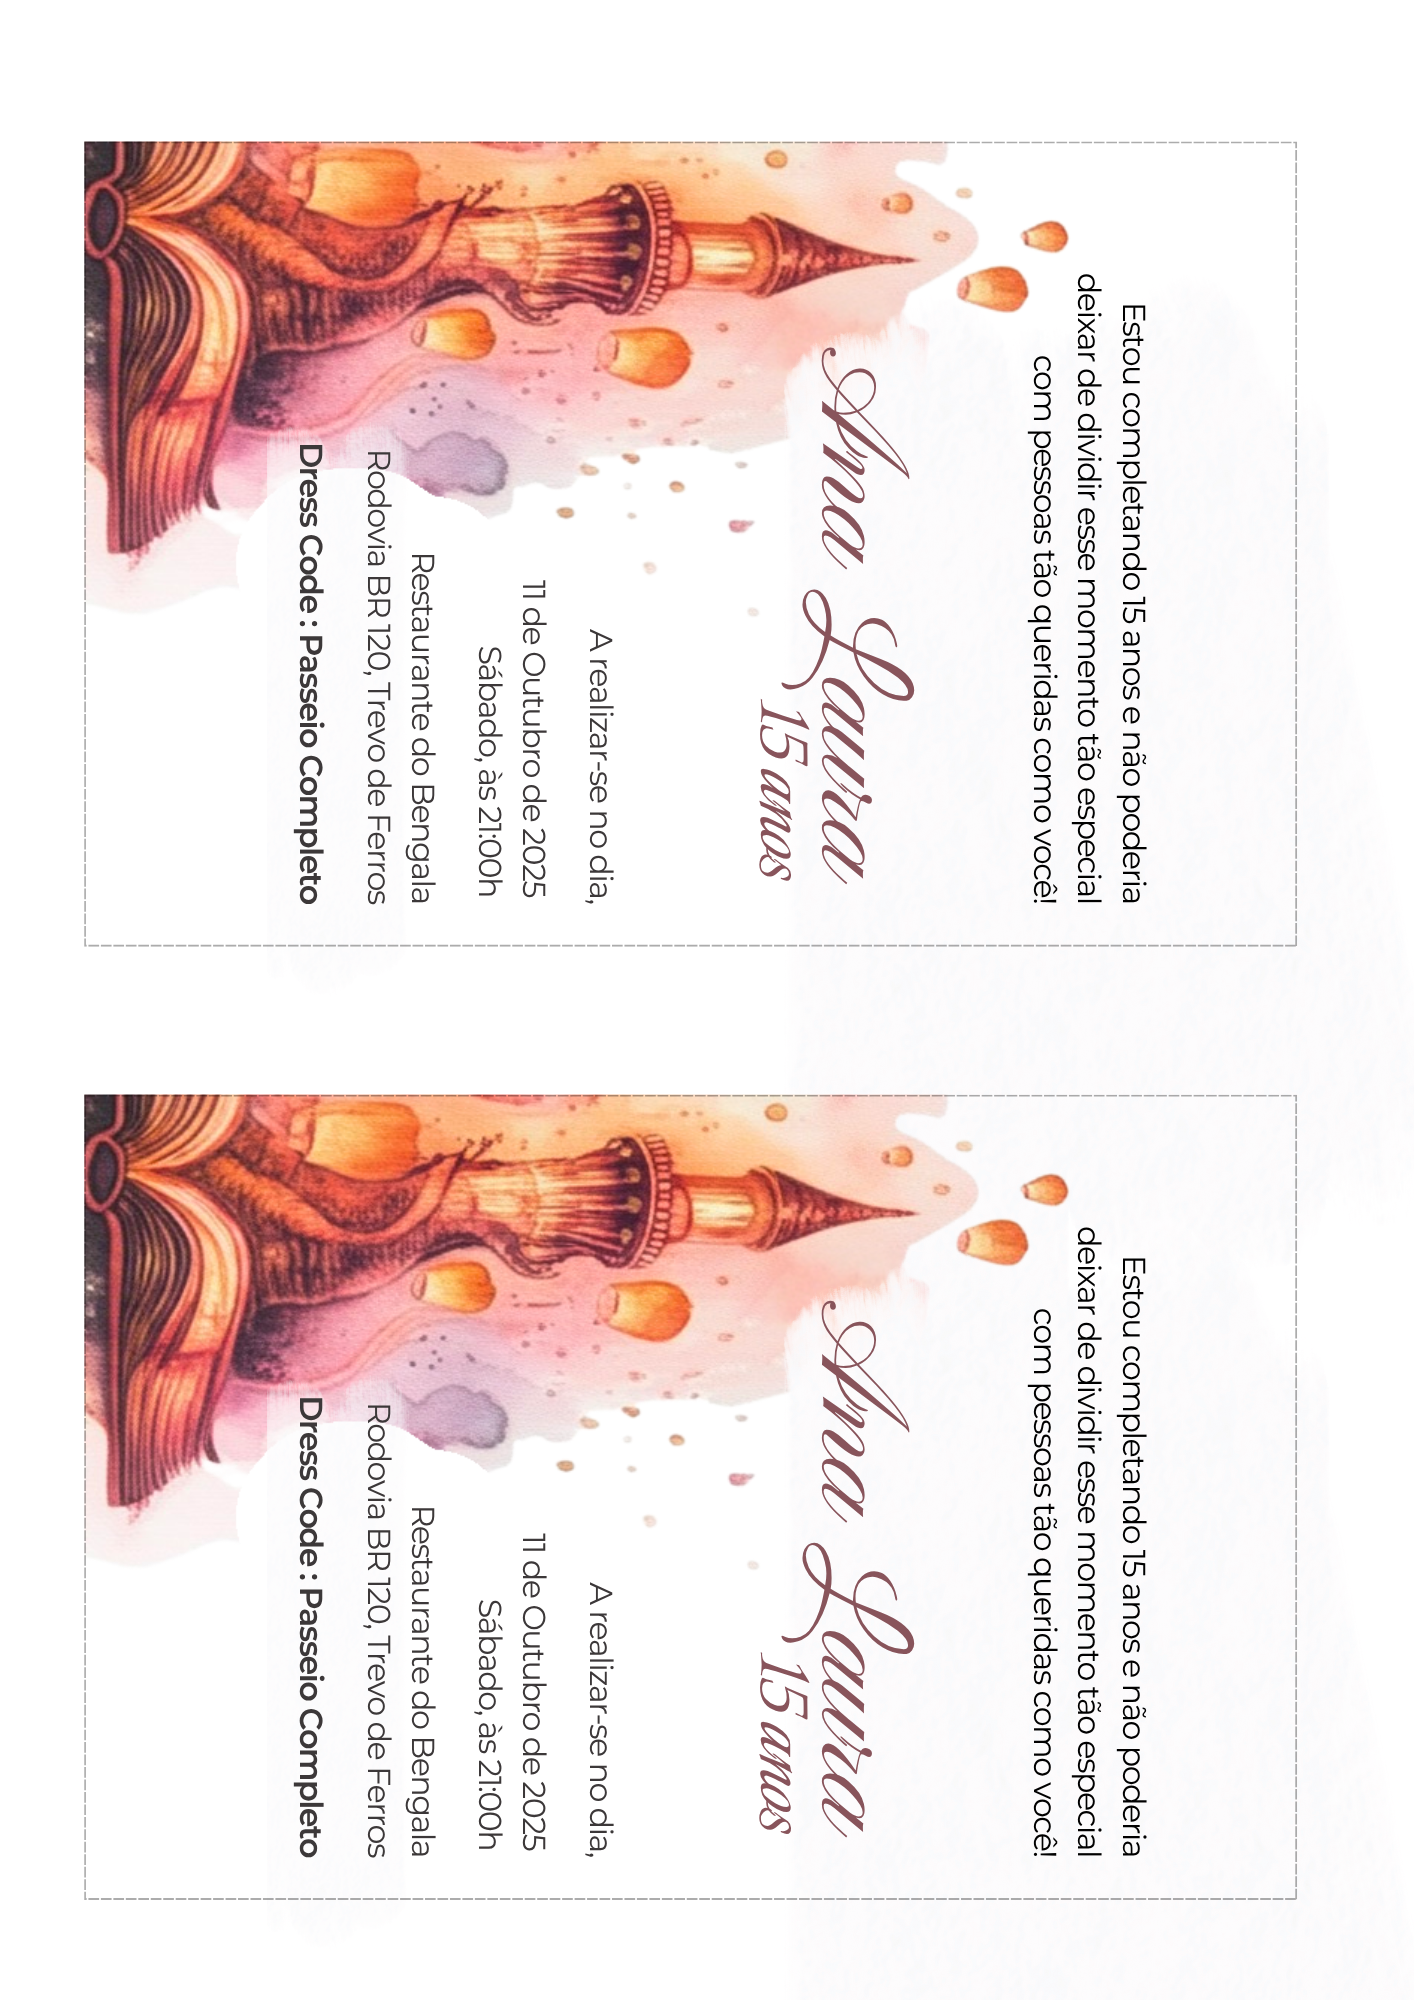 Estou completando 15 anos e não poderia
deixar de dividir esse momento tão especial
com pessoas tão queridas como você!
Ana Laura
15 anos
A realizar-se no dia,
11 de Outubro de 2025
Sábado, às 21:00h
Restaurante do Bengala
Rodovia BR 120, Trevo de Ferros
Dress Code : Passeio Completo
Estou completando 15 anos e não poderia
deixar de dividir esse momento tão especial
com pessoas tão queridas como você!
Ana Laura
15 anos
A realizar-se no dia,
11 de Outubro de 2025
Sábado, às 21:00h
Restaurante do Bengala
Rodovia BR 120, Trevo de Ferros
Dress Code : Passeio Completo